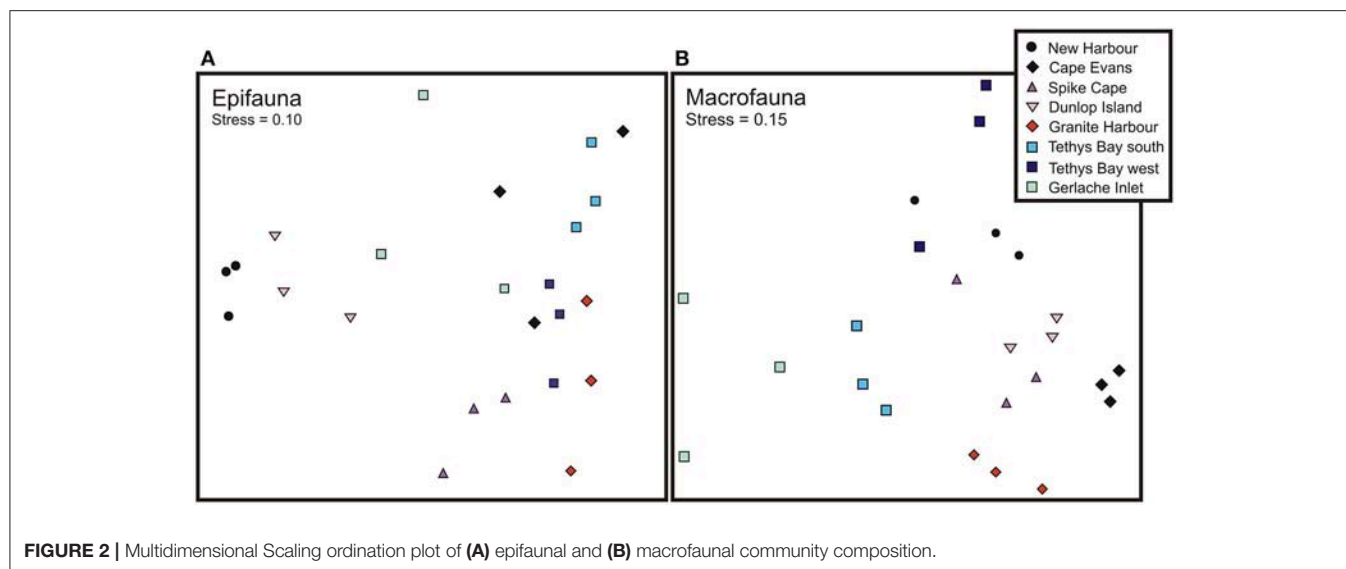 A
Epifauna
Stress = 0.10
B
Macrofauna
Stress = 0.15
New Harbour
Cape Evans
Spike Cape
Dunlop Island
Granite Harbour
Tethys Bay south
Tethys Bay west
Gerlache Inlet
FIGURE 2 | Multidimensional Scaling ordination plot of (A) epifaunal and (B) macrofaunal community composition.